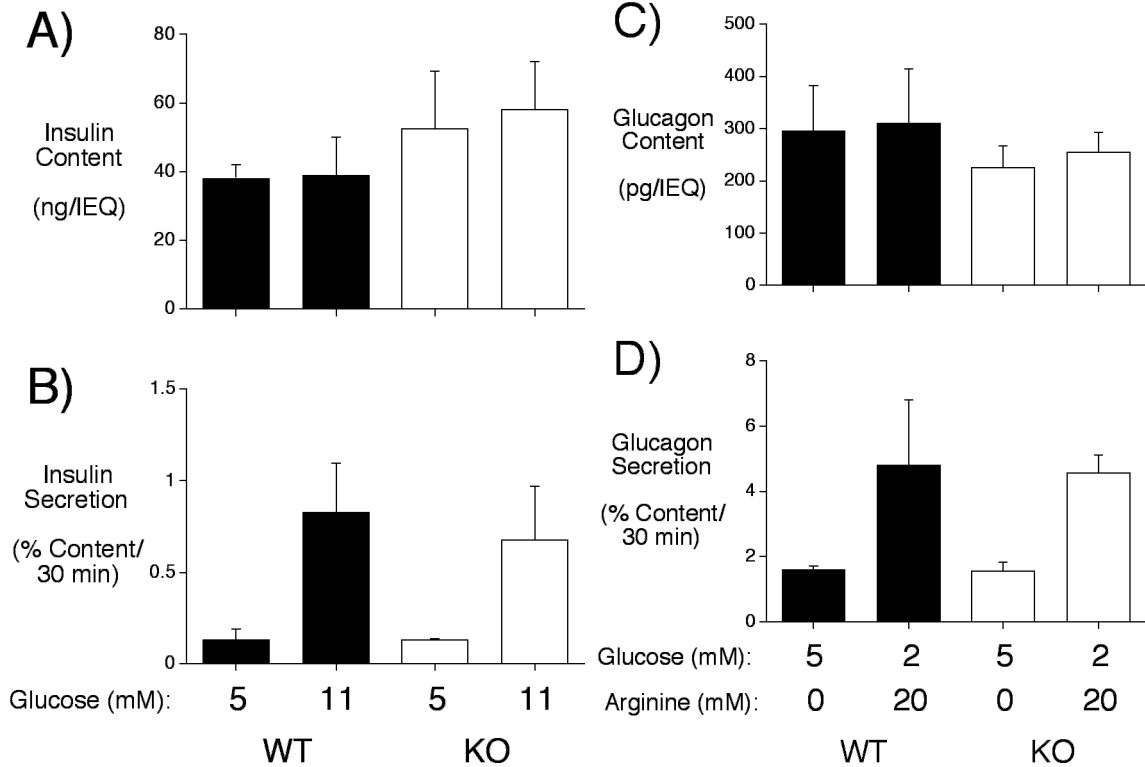 A)
80
60
40
20
0
Insulin
Content
(ng/IEQ)
B)
1.5
1
0.5
0
Insulin
Secretion
(% Content/
30 min)
Glucose (mM): 5 11 5 11
WT KO
C)
500
400
300
200
100
0
Glucagon
Content
(pg/IEQ)
D)
8
6
4
2
0
Glucagon
Secretion
(% Content/
30 min)
Glucose (mM): 5 2 5 2
Arginine (mM): 0 20 0 20
WT KO